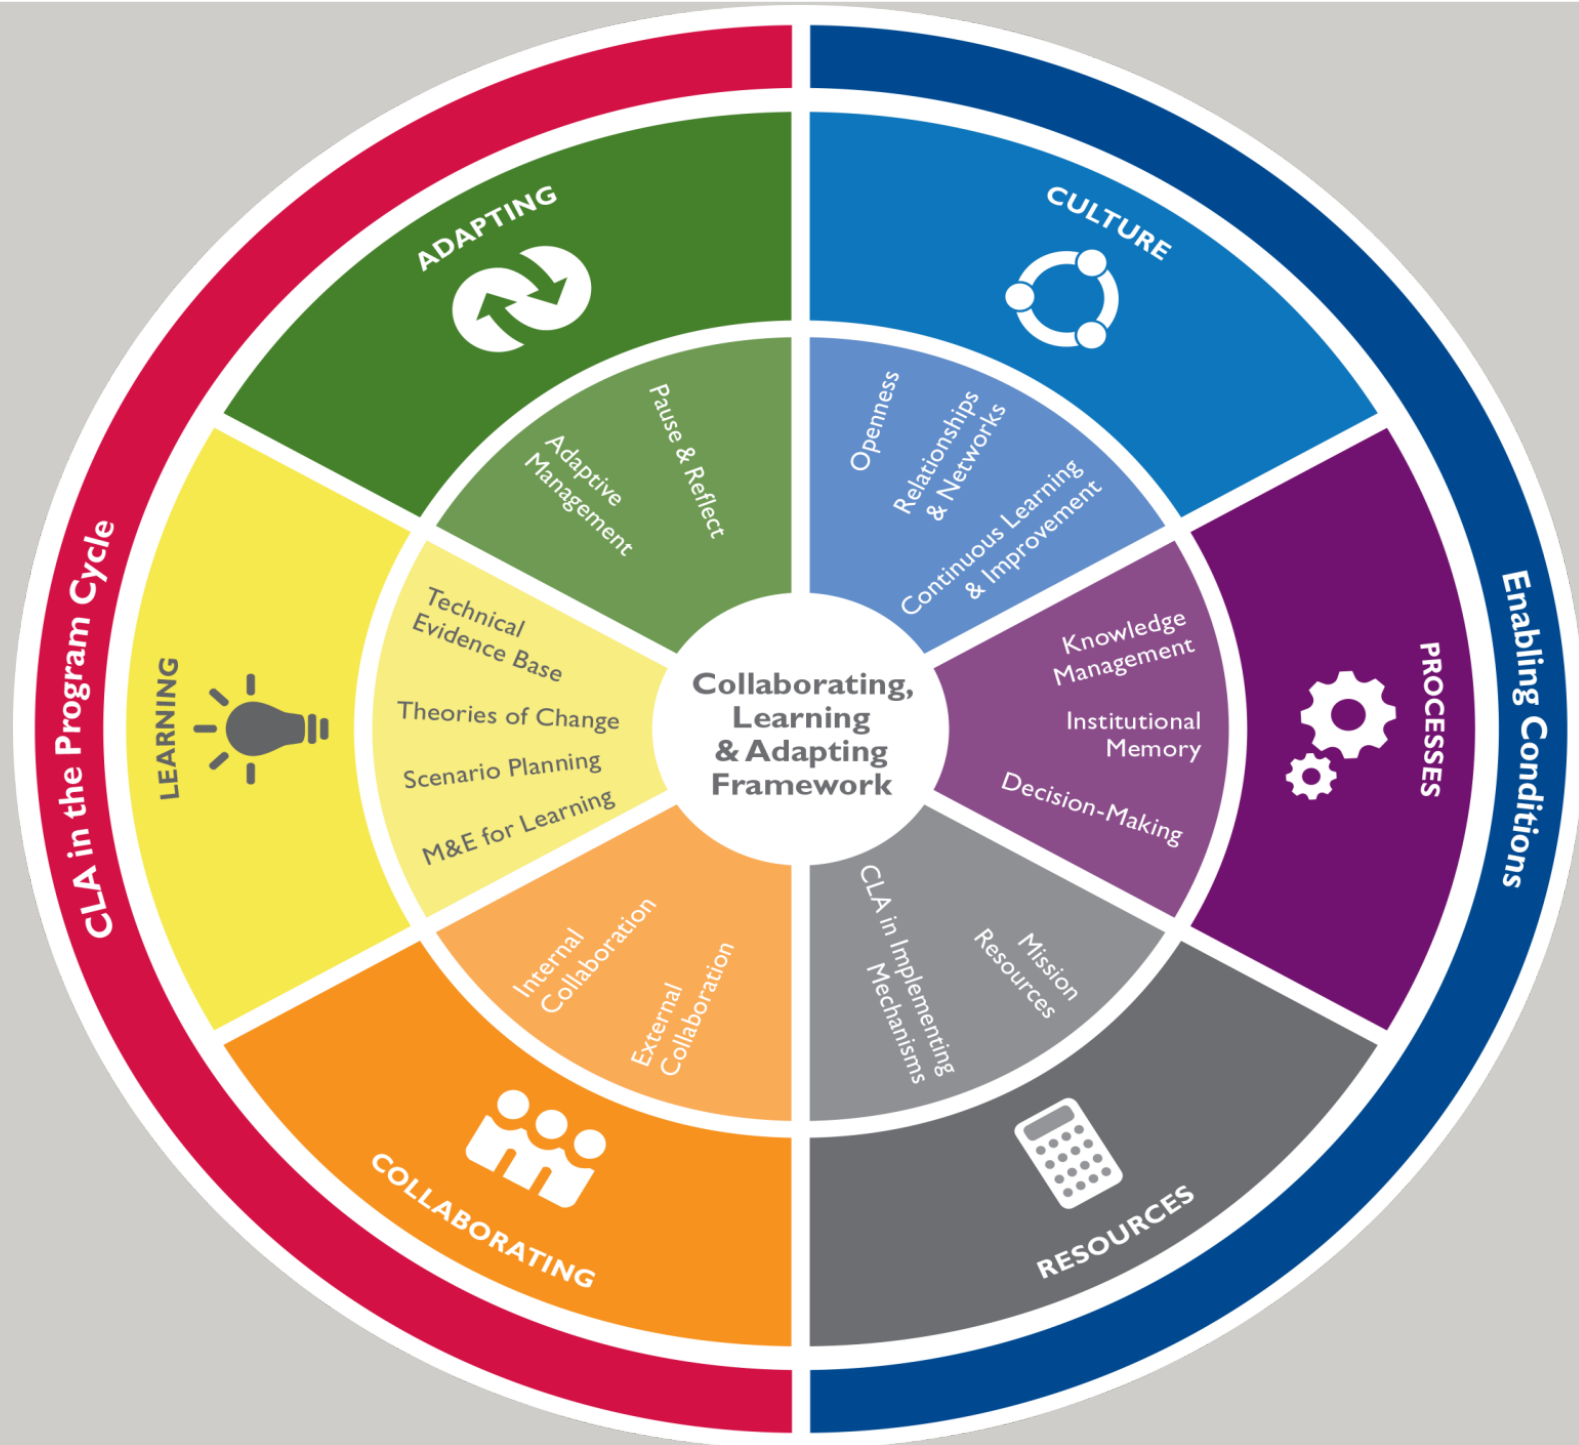 CLA in the Program Cycle
Enabling Conditions
ADAPTING
Adaptive
Management
Pause & Reflect
CULTURE
Openness
Relationships
& Networks
Continuous Learning
& Improvement
LEARNING
Technical
Evidence Base
Theories of Change
Scenario Planning
M&E for Learning
Collaborating,
Learning
& Adapting
Framework
PROCESSES
Knowledge
Management
Institutional
Memory
Decision-Making
COLLABORATING
Internal
Collaboration
External
Collaboration
RESOURCES
CLA in Implementing
Mechanisms
Mission
Resources